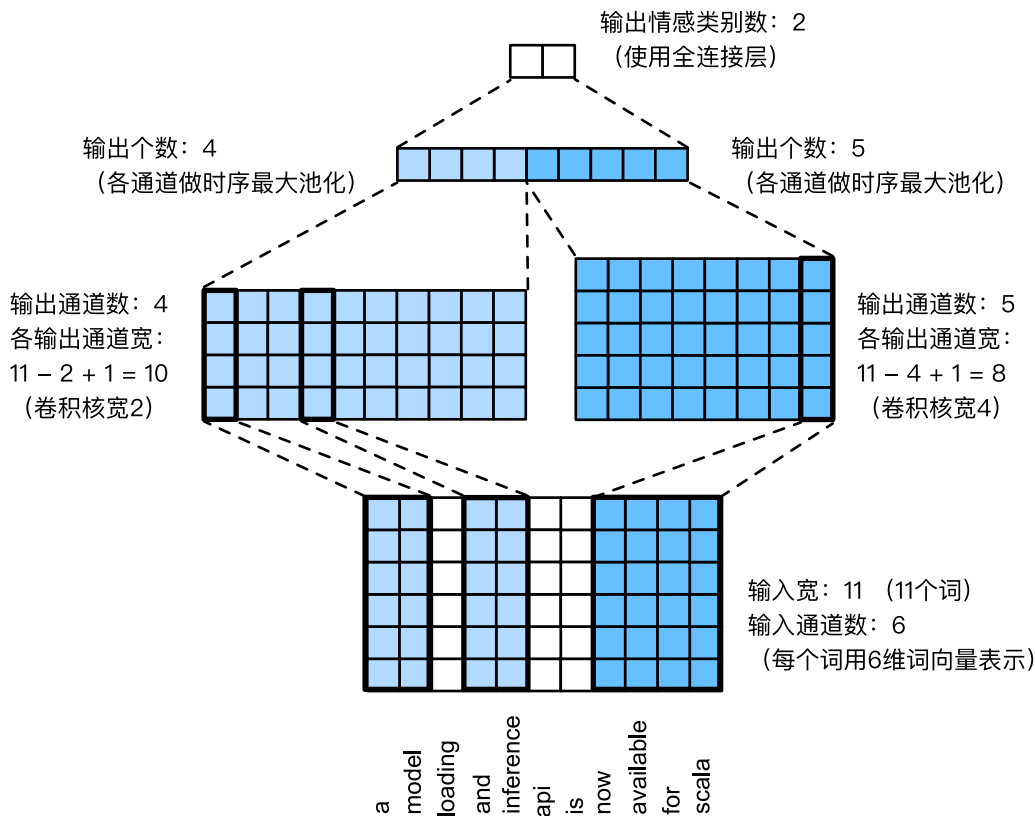 输出情感类别数：2
（使用全连接层）
输出个数：4
（各通道做时序最大池化）
输出个数：5
（各通道做时序最大池化）
输出通道数：4
各输出通道宽：
11 – 2 + 1 = 10
（卷积核宽2）
输出通道数：5
各输出通道宽：
11 – 4 + 1 = 8
（卷积核宽4）
输入宽：11 （11个词）
输入通道数：6
（每个词用6维词向量表示）
a
model
loading
and
inference
api
is
now
available
for
scala